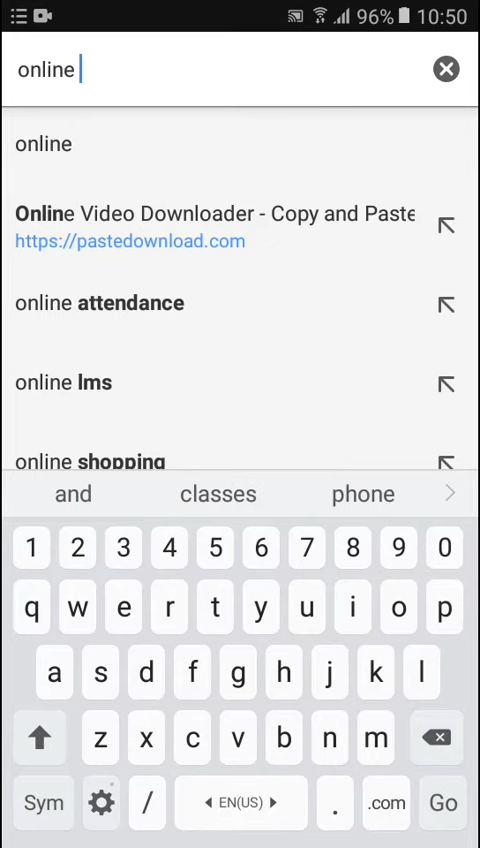 96% 10:50
online
online
Online Video Downloader - Copy and Paste
https://pastedownload.com
online attendance
online lms
online shopping
and classes phone
1 2 3 4 5 6 7 8 9 0
q w e r t y u i o p
a s d f g h j k l
z x c v b n m
Sym / EN(US) . .com Go